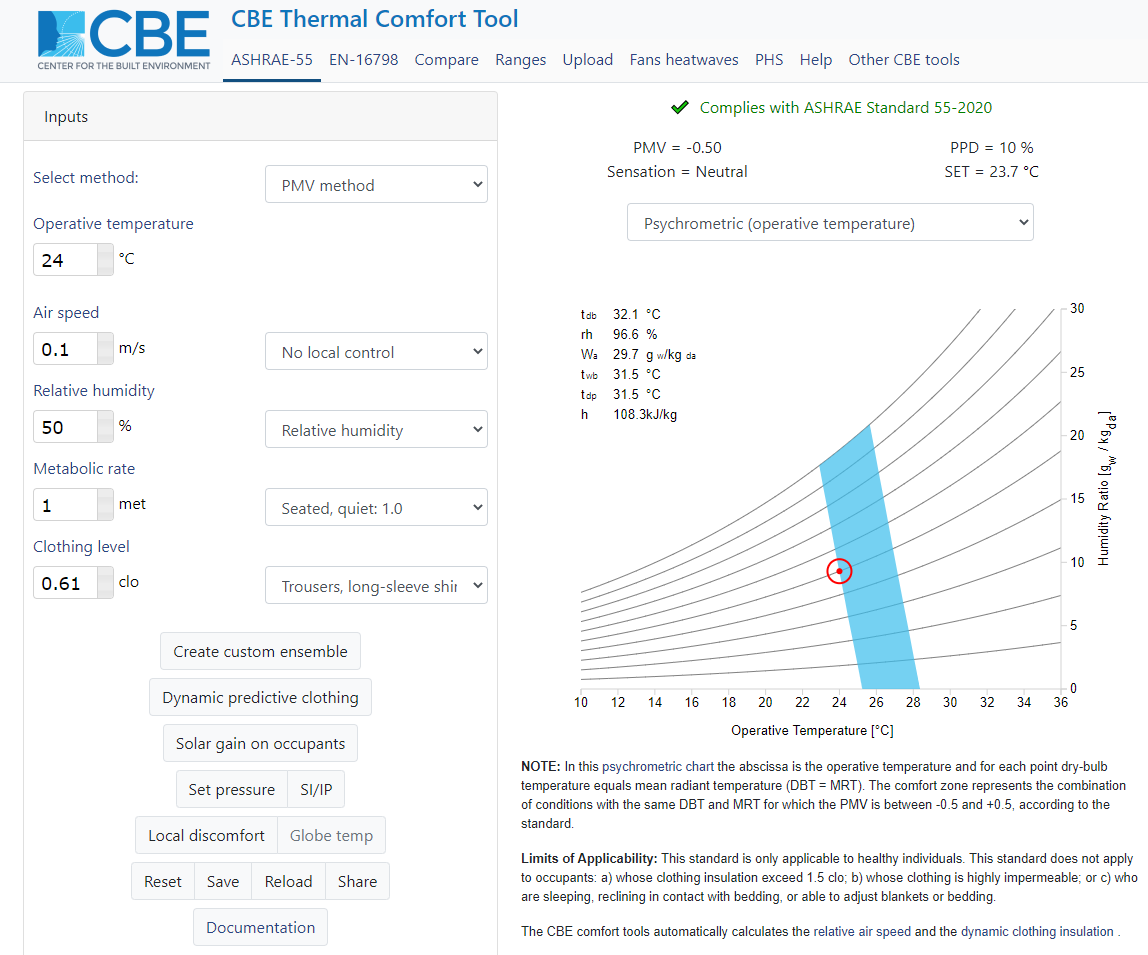 CBE
CENTER FOR THE BUILT ENVIRONMENT
CBE Thermal Comfort Tool
ASHRAE-55 EN-16798 Compare Ranges Upload Fans heatwaves PHS Help Other CBE tools
Inputs
Select method:
PMV method
Operative temperature
24 °C
Air speed
0.1 m/s
No local control
Relative humidity
50 %
Relative humidity
Metabolic rate
1 met
Seated, quiet: 1.0
Clothing level
0.61 clo
Trousers, long-sleeve shir
Create custom ensemble
Dynamic predictive clothing
Solar gain on occupants
Set pressure SI/IP
Local discomfort Globe temp
Reset Save Reload Share
Documentation
Complies with ASHRAE Standard 55-2020
PMV = -0.50 PPD = 10 %
Sensation = Neutral SET = 23.7 °C
Psychrometric (operative temperature)
tdb 32.1 °C
rh 96.6 %
Wa 29.7 g w/kg da
twb 31.5 °C
tdp 31.5 °C
h 108.3kJ/kg
30
25
20
15
10
5
0
Humidity Ratio [gw / kgda]
10 12 14 16 18 20 22 24 26 28 30 32 34 36
Operative Temperature [°C]
NOTE: In this psychrometric chart the abscissa is the operative temperature and for each point dry-bulb
temperature equals mean radiant temperature (DBT = MRT). The comfort zone represents the combination
of conditions with the same DBT and MRT for which the PMV is between -0.5 and +0.5, according to the
standard.
Limits of Applicability: This standard is only applicable to healthy individuals. This standard does not apply
to occupants: a) whose clothing insulation exceed 1.5 clo; b) whose clothing is highly impermeable; or c) who
are sleeping, reclining in contact with bedding, or able to adjust blankets or bedding.
The CBE comfort tools automatically calculates the relative air speed and the dynamic clothing insulation .